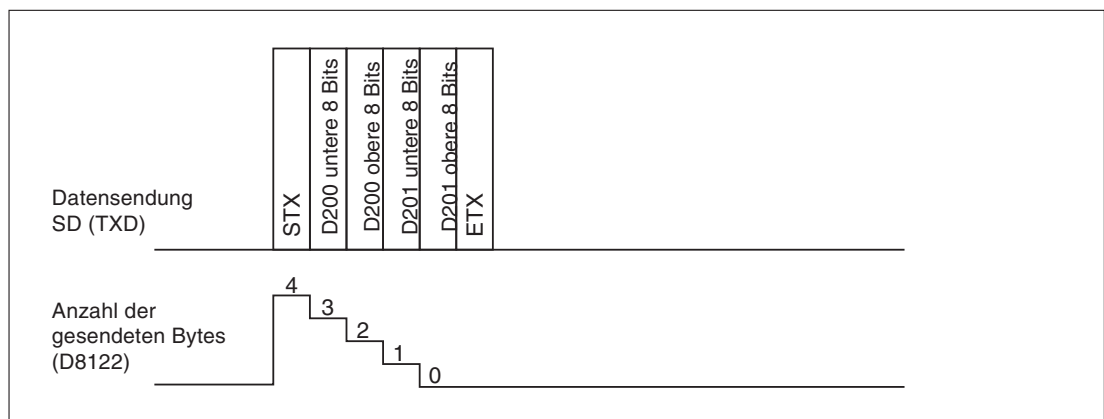 STX
D200 untere 8 Bits
D200 obere 8 Bits
D201 untere 8 Bits
D201 obere 8 Bits
ETX
Datensendung
SD (TXD)
4
3
2
1
0
Anzahl der
gesendeten Bytes
(D8122)